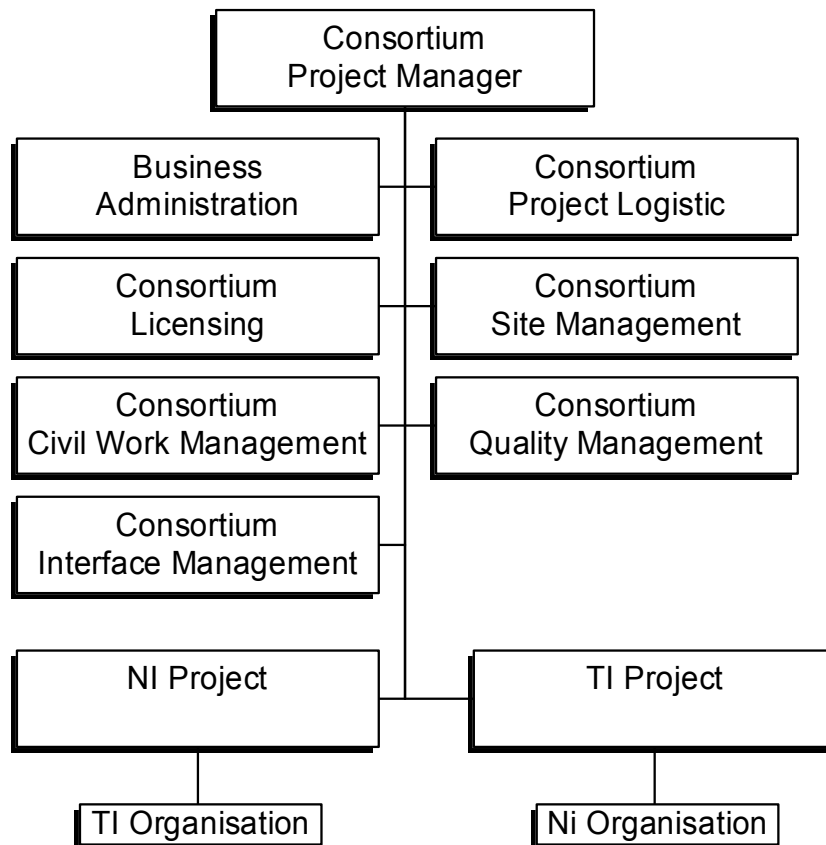 Consortium
Project Manager
Business
Administration
Consortium
Project Logistic
Consortium
Licensing
Consortium
Site Management
Consortium
Civil Work Management
Consortium
Quality Management
Consortium
Interface Management
NI Project
TI Project
TI Organisation
Ni Organisation